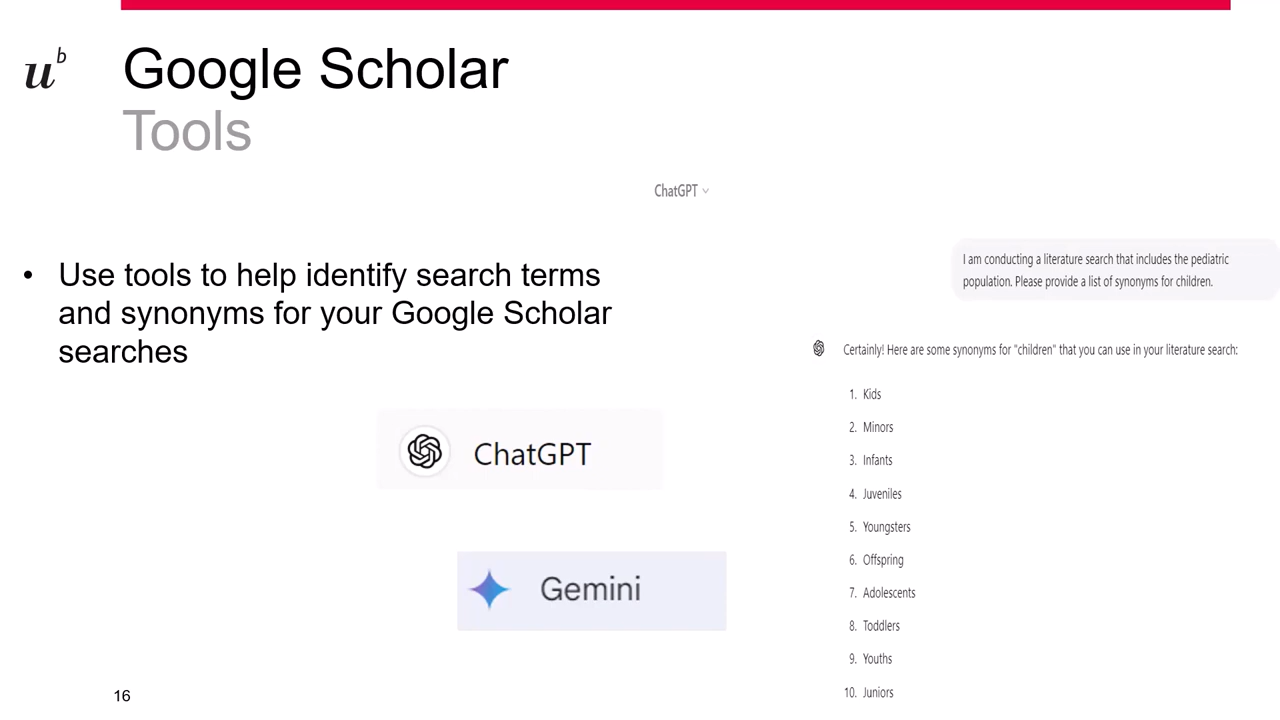 u^b
Google Scholar
Tools
• Use tools to help identify search terms
and synonyms for your Google Scholar
searches
ChatGPT
Gemini
ChatGPT
I am conducting a literature search that includes the pediatric
population. Please provide a list of synonyms for children.
Certainly! Here are some synonyms for "children" that you can use in your literature search:
1. Kids
2. Minors
3. Infants
4. Juveniles
5. Youngsters
6. Offspring
7. Adolescents
8. Toddlers
9. Youths
10. Juniors
16